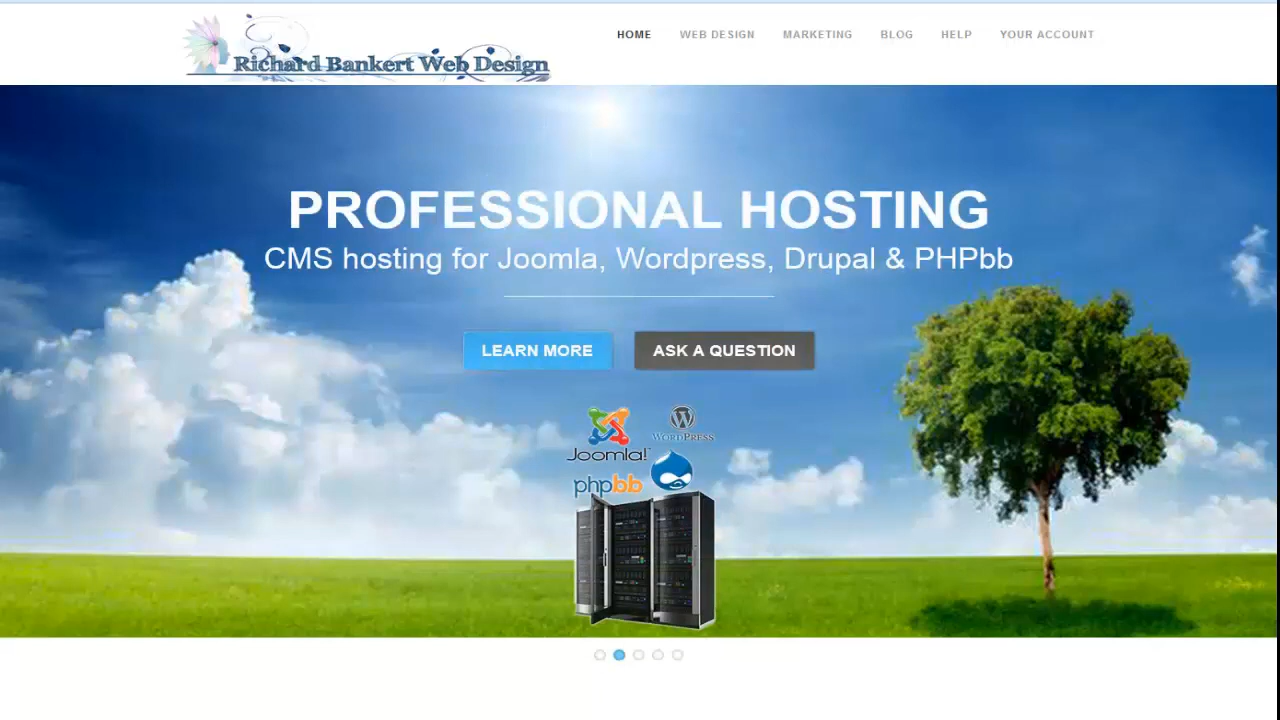 HOME WEB DESIGN MARKETING BLOG HELP YOUR ACCOUNT
Richard Bankert Web Design
PROFESSIONAL HOSTING
CMS hosting for Joomla, Wordpress, Drupal & PHPbb
LEARN MORE ASK A QUESTION
WORDPRESS
Joomla!
phpbb